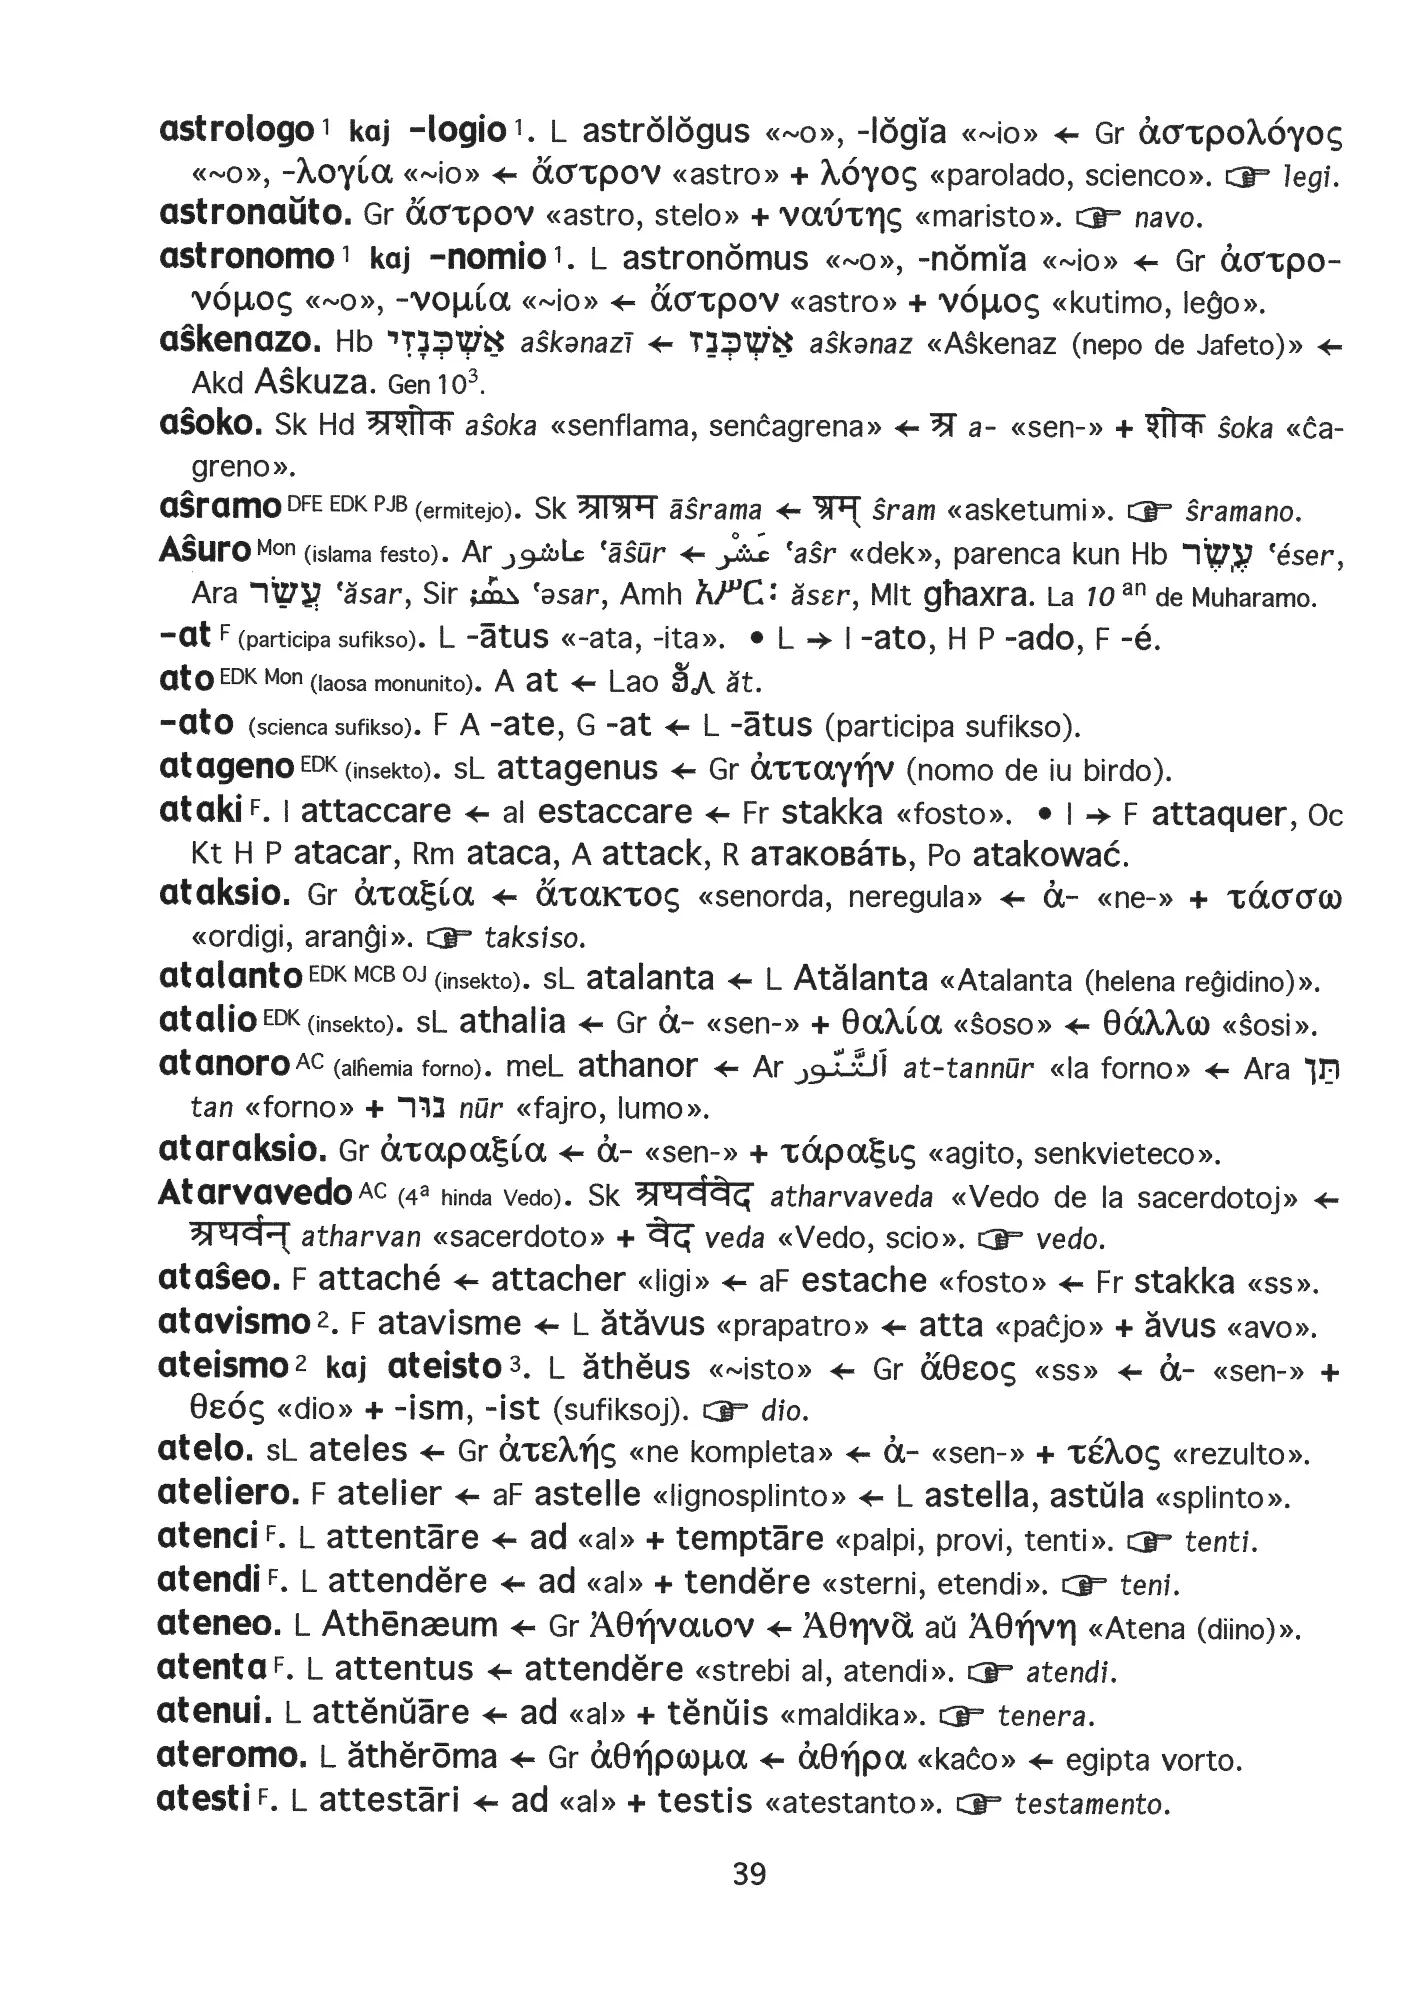 astrologo 1 kaj -logio 1. L astrŏlŏgus «~o», -lŏgĭa «~io» ← Gr ἀστρολόγος
«~o», -λογία «~io» ← ἄστρον «astro» + λόγος «parolado, scienco». ☞ legi.
astronaŭto. Gr ἄστρον «astro, stelo» + ναύτης «maristo». ☞ navo.
astronomo 1 kaj -nomio 1. L astronŏmus «~o», -nŏmĭa «~io» ← Gr ἀστρο-
νόμος «~o», -νομία «~io» ← ἄστρον «astro» + νόμος «kutimo, leĝo».
aŝkenazo. Hb אַשְׁכְּנָזִי aŝkənazī ← אַשְׁכְּנַז aŝkənaz «Aŝkenaz (nepo de Jafeto)» ←
Akd Aŝkuza. Gen 10³.
aŝoko. Sk Hd अशोक aŝoka «senflama, senĉagrena» ← अ a- «sen-» + शोक ŝoka «ĉa-
greno».
aŝramo DFE EDK PJB (ermitejo). Sk आश्रम āŝrama ← श्रम् ŝram «asketumi». ☞ ŝramano.
Aŝuro Mon (islama festo). Ar عاشور ʿāŝūr ← عَشْر ʿaŝr «dek», parenca kun Hb עֶשֶׂר ʿéser,
Ara עֲשַׂר ʿăsar, Sir ܥܣܰܪ ʿəsar, Amh አሥር: ăsɛr, Mlt għaxra. La 10 an de Muharamo.
-at F (participa sufikso). L -ātus «-ata, -ita». • L → I -ato, H P -ado, F -é.
ato EDK Mon (laosa monunito). A at ← Lao ອັດ ăt.
-ato (scienca sufikso). F A -ate, G -at ← L -ātus (participa sufikso).
atageno EDK (insekto). sL attagenus ← Gr ἀτταγήν (nomo de iu birdo).
ataki F. I attaccare ← aI estaccare ← Fr stakka «fosto». • I → F attaquer, Oc
Kt H P atacar, Rm ataca, A attack, R атаковáть, Po atakować.
ataksio. Gr ἀταξία ← ἄτακτος «senorda, neregula» ← ἀ- «ne-» + τάσσω
«ordigi, aranĝi». ☞ taksiso.
atalanto EDK MCB OJ (insekto). sL atalanta ← L Atălanta «Atalanta (helena reĝidino)».
atalio EDK (insekto). sL athalia ← Gr ἀ- «sen-» + θαλία «ŝoso» ← θάλλω «ŝosi».
atanoro AC (alĥemia forno). meL athanor ← Ar اَلتَّنُّور at-tannūr «la forno» ← Ara תַּן
tan «forno» + נוּר nūr «fajro, lumo».
ataraksio. Gr ἀταραξία ← ἀ- «sen-» + τάραξις «agito, senkvieteco».
Atarvavedo AC (4ª hinda Vedo). Sk अथर्ववेद atharvaveda «Vedo de la sacerdotoj» ←
अथर्वन् atharvan «sacerdoto» + वेद veda «Vedo, scio». ☞ vedo.
ataŝeo. F attaché ← attacher «ligi» ← aF estache «fosto» ← Fr stakka «ss».
atavismo 2. F atavisme ← L ătăvus «prapatro» ← atta «paĉjo» + ăvus «avo».
ateismo 2 kaj ateisto 3. L ăthĕus «~isto» ← Gr ἄθεος «ss» ← ἀ- «sen-» +
θεός «dio» + -ism, -ist (sufiksoj). ☞ dio.
atelo. sL ateles ← Gr ἀτελής «ne kompleta» ← ἀ- «sen-» + τέλος «rezulto».
ateliero. F atelier ← aF astelle «lignosplinto» ← L astella, astŭla «splinto».
atenci F. L attentāre ← ad «al» + temptāre «palpi, provi, tenti». ☞ tenti.
atendi F. L attendĕre ← ad «al» + tendĕre «sterni, etendi». ☞ teni.
ateneo. L Athēnæum ← Gr Ἀθήναιον ← Ἀθηνᾶ aŭ Ἀθήνη «Atena (diino)».
atenta F. L attentus ← attendĕre «strebi al, atendi». ☞ atendi.
atenui. L attĕnŭāre ← ad «al» + tĕnŭis «maldika». ☞ tenera.
ateromo. L ăthĕrōma ← Gr ἀθήρωμα ← ἀθήρα «kaĉo» ← egipta vorto.
atesti F. L attestāri ← ad «al» + testis «atestanto». ☞ testamento.
39